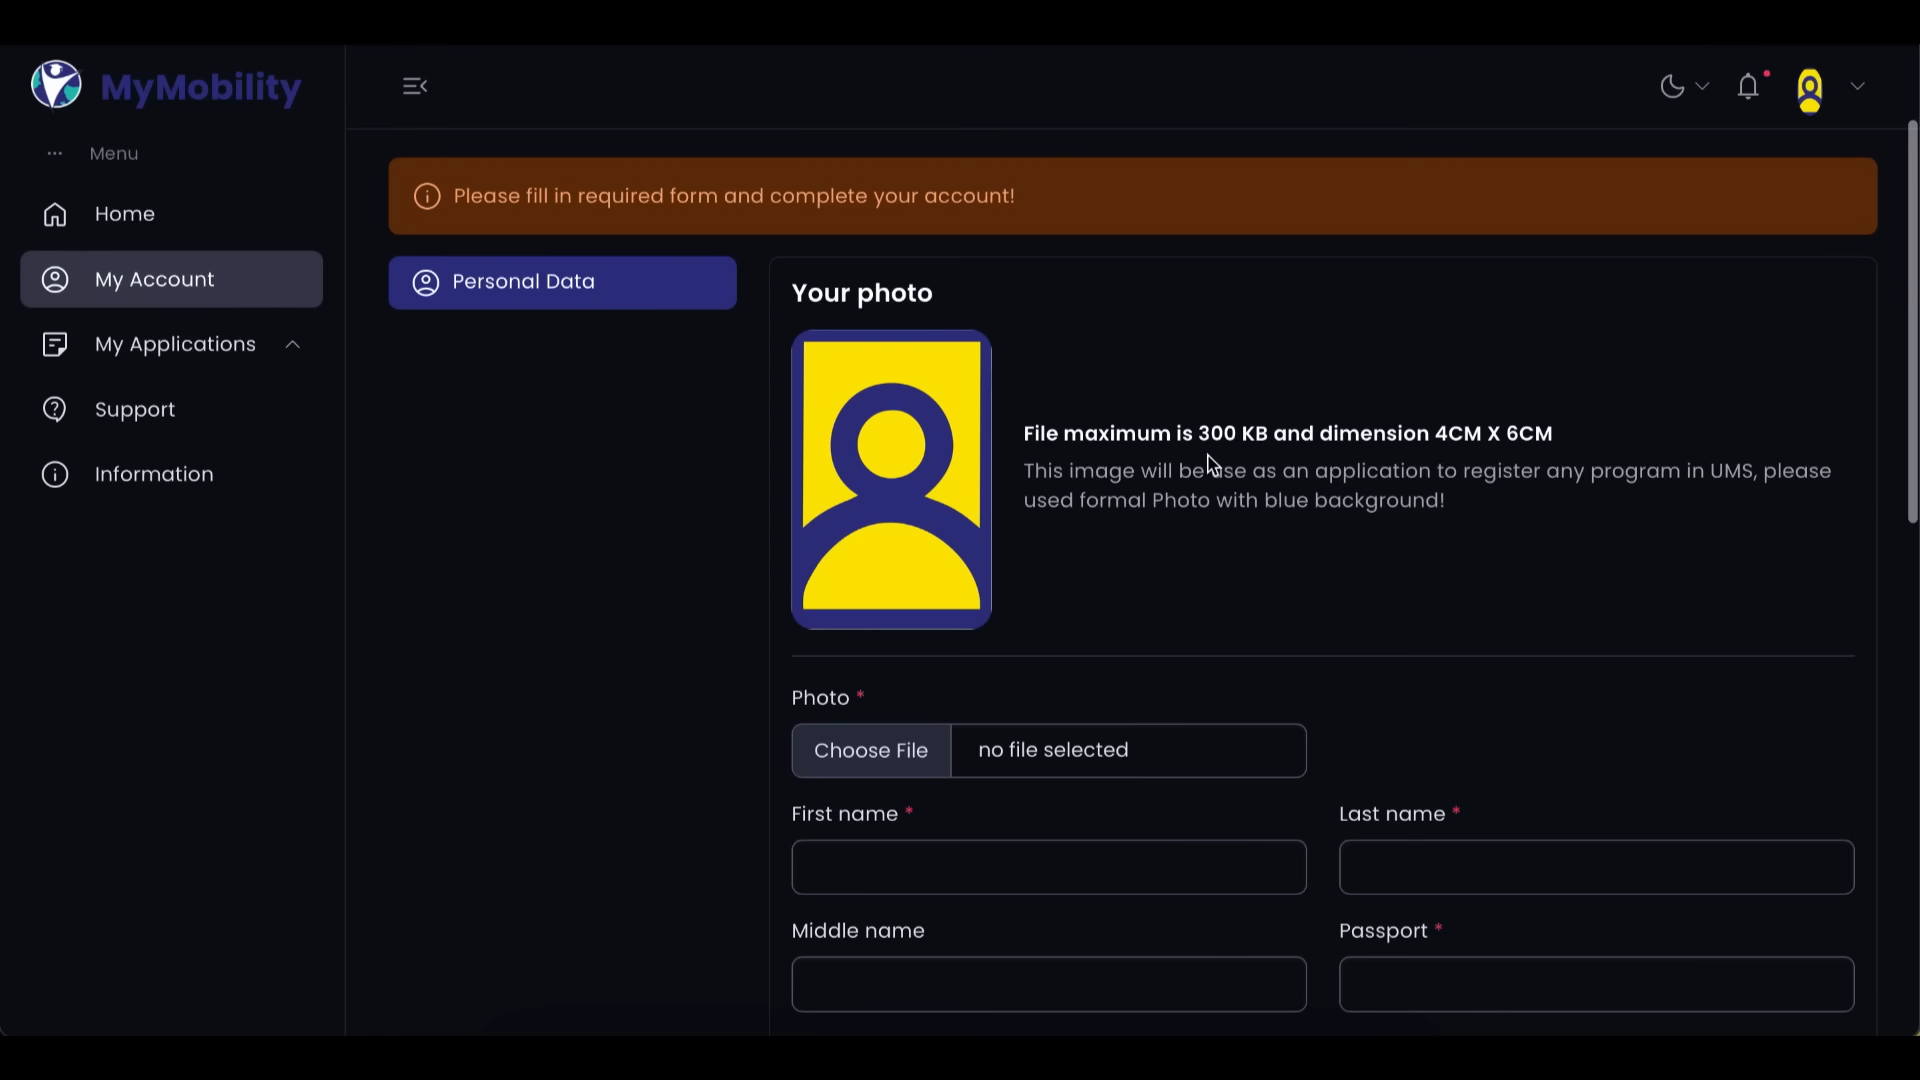 MyMobility
Menu
Home
My Account
My Applications
Support
Information
Please fill in required form and complete your account!
Personal Data
Your photo
File maximum is 300 KB and dimension 4CM X 6CM
This image will be use as an application to register any program in UMS, please
used formal Photo with blue background!
Photo *
Choose File no file selected
First name *
Last name *
Middle name
Passport *